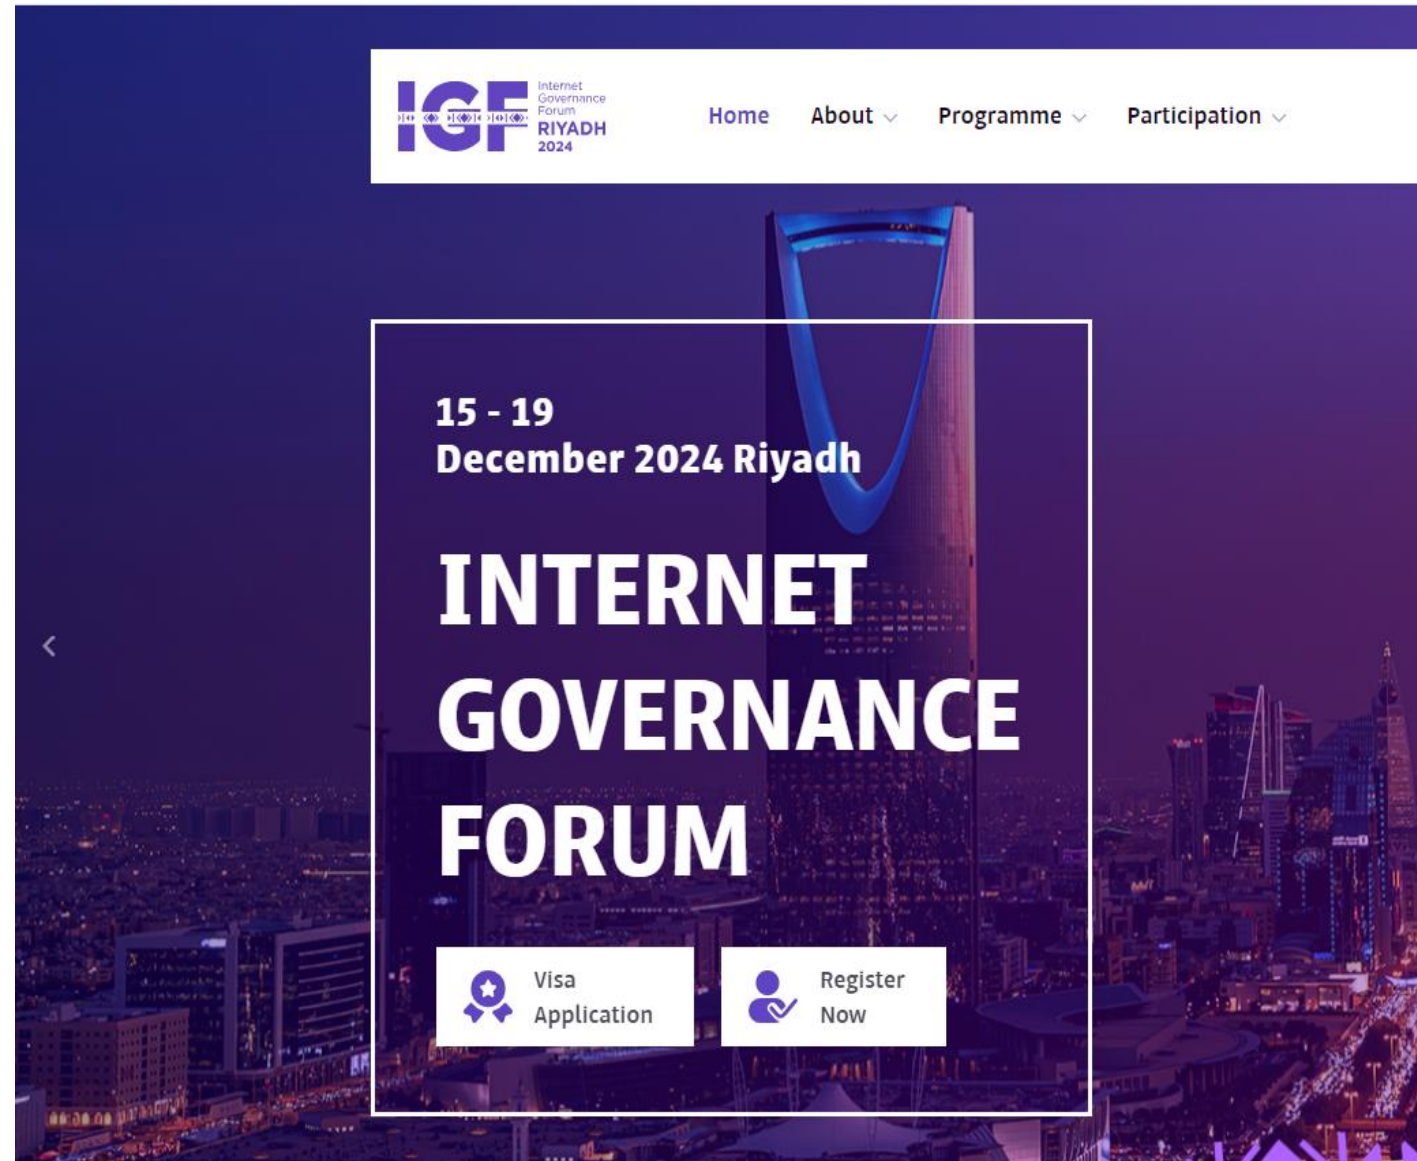 IGF
Internet
Governance
Forum
RIYADH
2024
Home
About
Programme
Participation
15 - 19
December 2024 Riyadh
INTERNET
GOVERNANCE
FORUM
Visa
Application
Register
Now